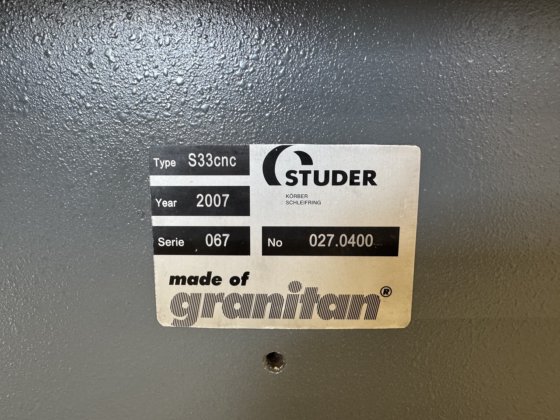 Type S33cnc
STUDER
KÖRBER
SCHLEIFRING
Year 2007
Serie 067 No 027.0400
made of
granitan®